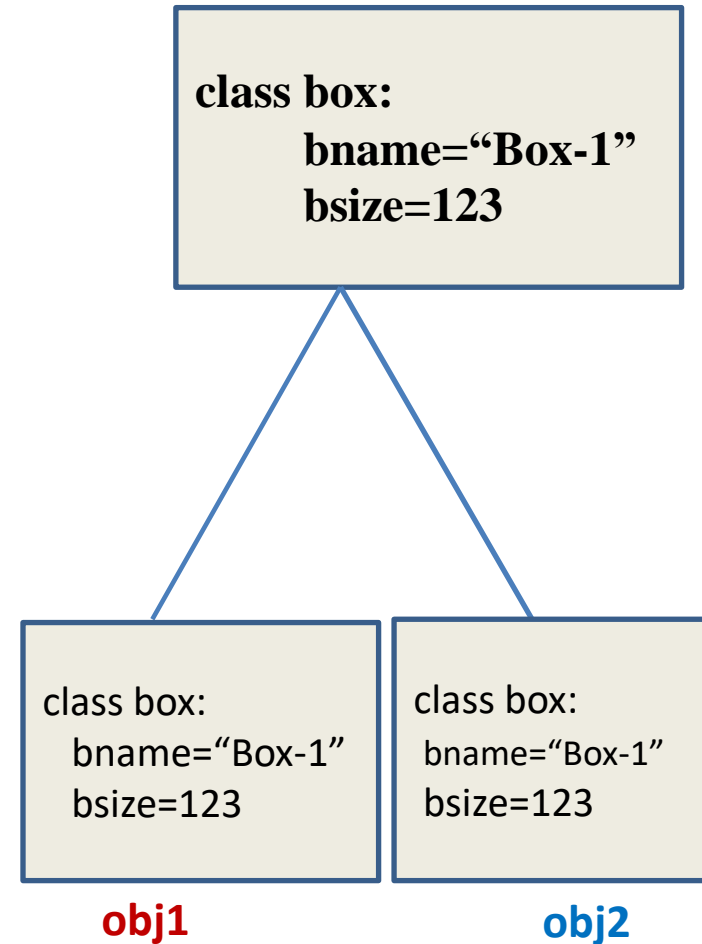 class box:
bname=“Box-1”
bsize=123
class box:
bname=“Box-1”
bsize=123
obj1
class box:
bname=“Box-1”
bsize=123
obj2